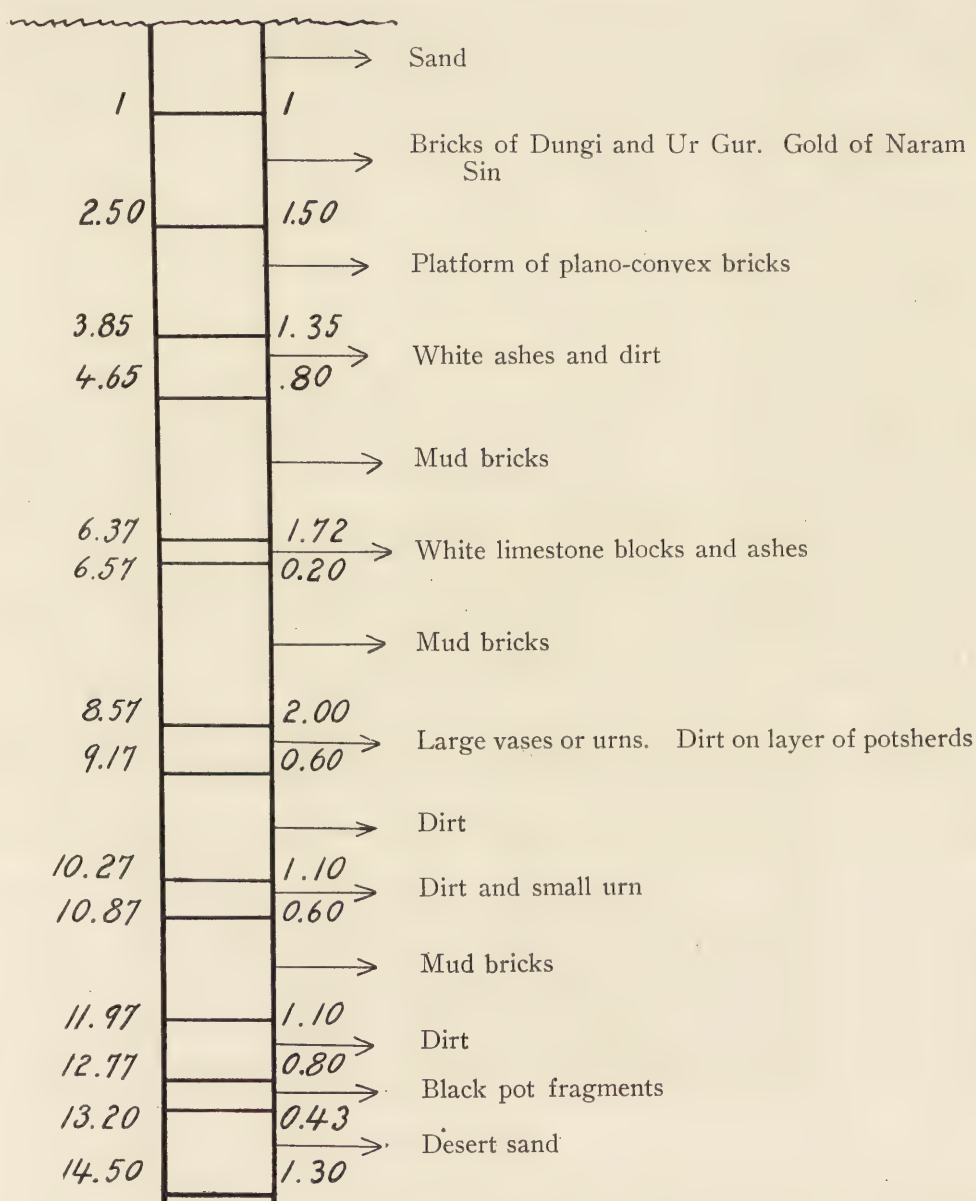 Sand
1 1
Bricks of Dungi and Ur Gur. Gold of Naram
Sin
2.50 1.50
Platform of plano-convex bricks
3.85 1.35
White ashes and dirt
4.65 .80
Mud bricks
6.37 1.72
White limestone blocks and ashes
6.57 0.20
Mud bricks
8.57 2.00
Large vases or urns. Dirt on layer of potsherds
9.17 0.60
Dirt
10.27 1.10
Dirt and small urn
10.87 0.60
Mud bricks
11.97 1.10
Dirt
12.77 0.80
Black pot fragments
13.20 0.43
Desert sand
14.50 1.30